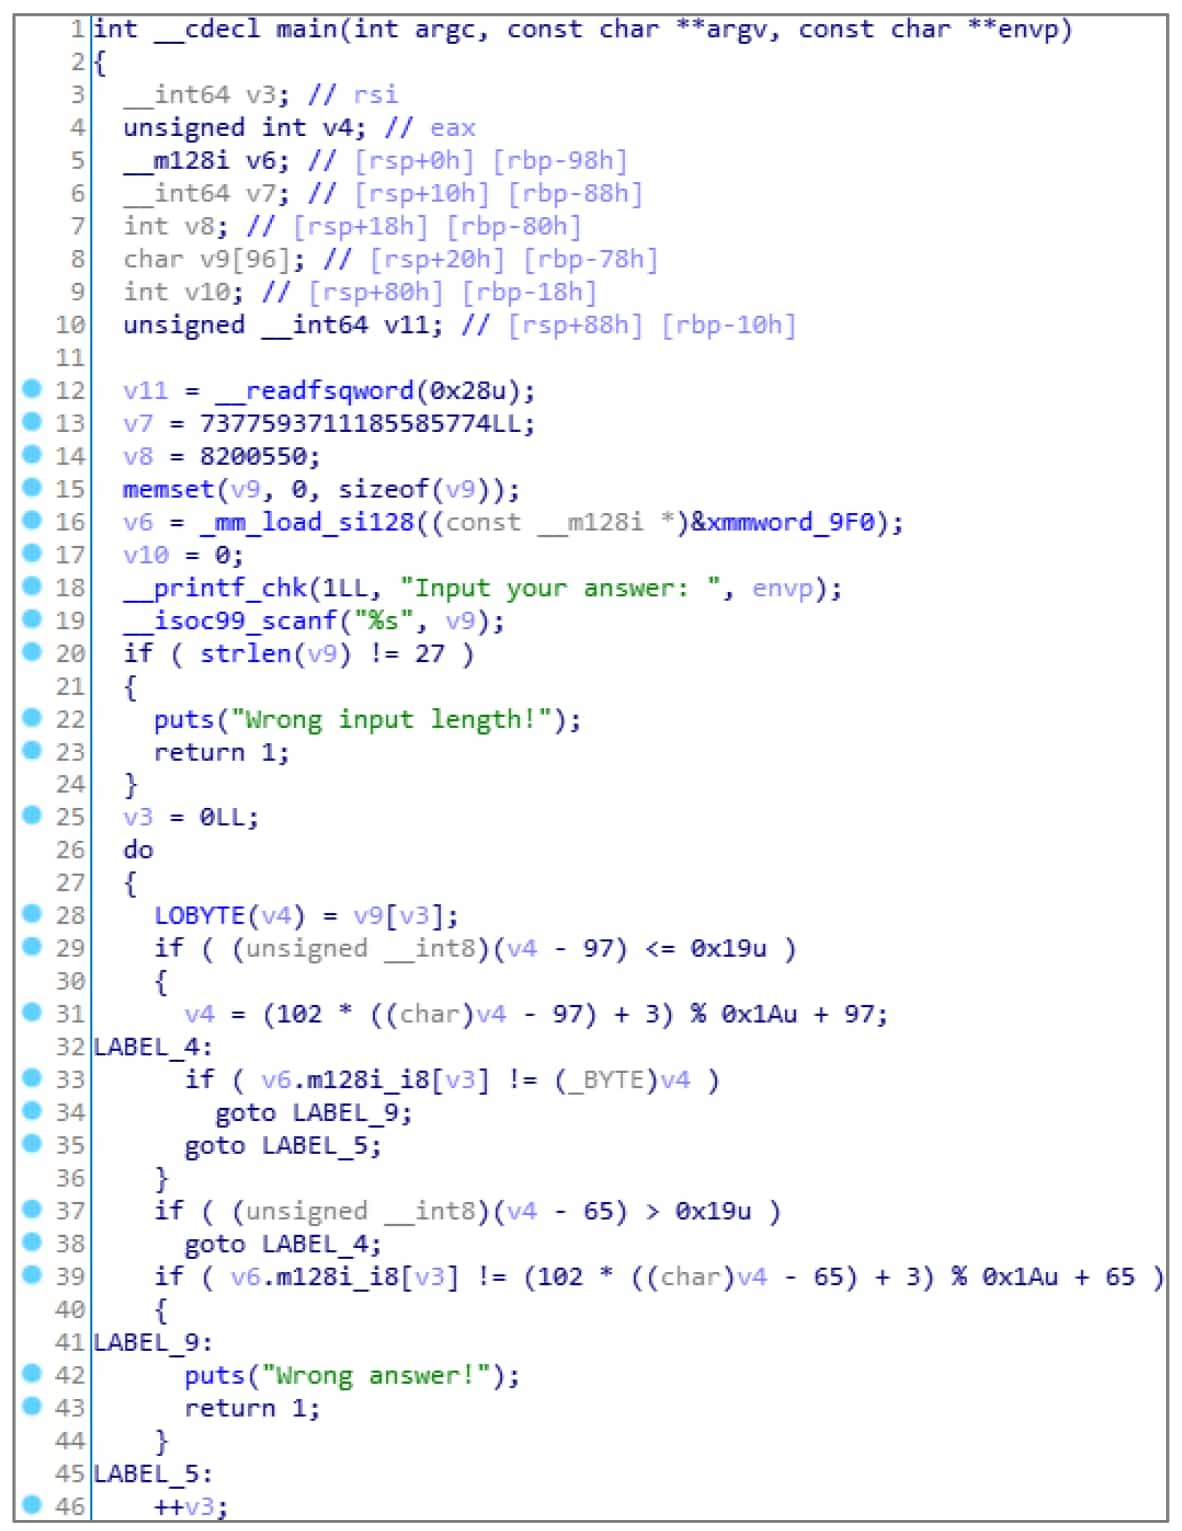 1 int __cdecl main(int argc, const char **argv, const char **envp)
2 {
3 __int64 v3; // rsi
4 unsigned int v4; // eax
5 __m128i v6; // [rsp+0h] [rbp-98h]
6 __int64 v7; // [rsp+10h] [rbp-88h]
7 int v8; // [rsp+18h] [rbp-80h]
8 char v9[96]; // [rsp+20h] [rbp-78h]
9 int v10; // [rsp+80h] [rbp-18h]
10 unsigned __int64 v11; // [rsp+88h] [rbp-10h]
11
12 v11 = __readfsqword(0x28u);
13 v7 = 7377593711185585774LL;
14 v8 = 8200550;
15 memset(v9, 0, sizeof(v9));
16 v6 = _mm_load_si128((const __m128i *)&xmmword_9F0);
17 v10 = 0;
18 __printf_chk(1LL, "Input your answer: ", envp);
19 __isoc99_scanf("%s", v9);
20 if ( strlen(v9) != 27 )
21 {
22 puts("Wrong input length!");
23 return 1;
24 }
25 v3 = 0LL;
26 do
27 {
28 LOBYTE(v4) = v9[v3];
29 if ( (unsigned __int8)(v4 - 97) <= 0x19u )
30 {
31 v4 = (102 * ((char)v4 - 97) + 3) % 0x1Au + 97;
32 LABEL_4:
33 if ( v6.m128i_i8[v3] != (_BYTE)v4 )
34 goto LABEL_9;
35 goto LABEL_5;
36 }
37 if ( (unsigned __int8)(v4 - 65) > 0x19u )
38 goto LABEL_4;
39 if ( v6.m128i_i8[v3] != (102 * ((char)v4 - 65) + 3) % 0x1Au + 65 )
40 {
41 LABEL_9:
42 puts("Wrong answer!");
43 return 1;
44 }
45 LABEL_5:
46 ++v3;